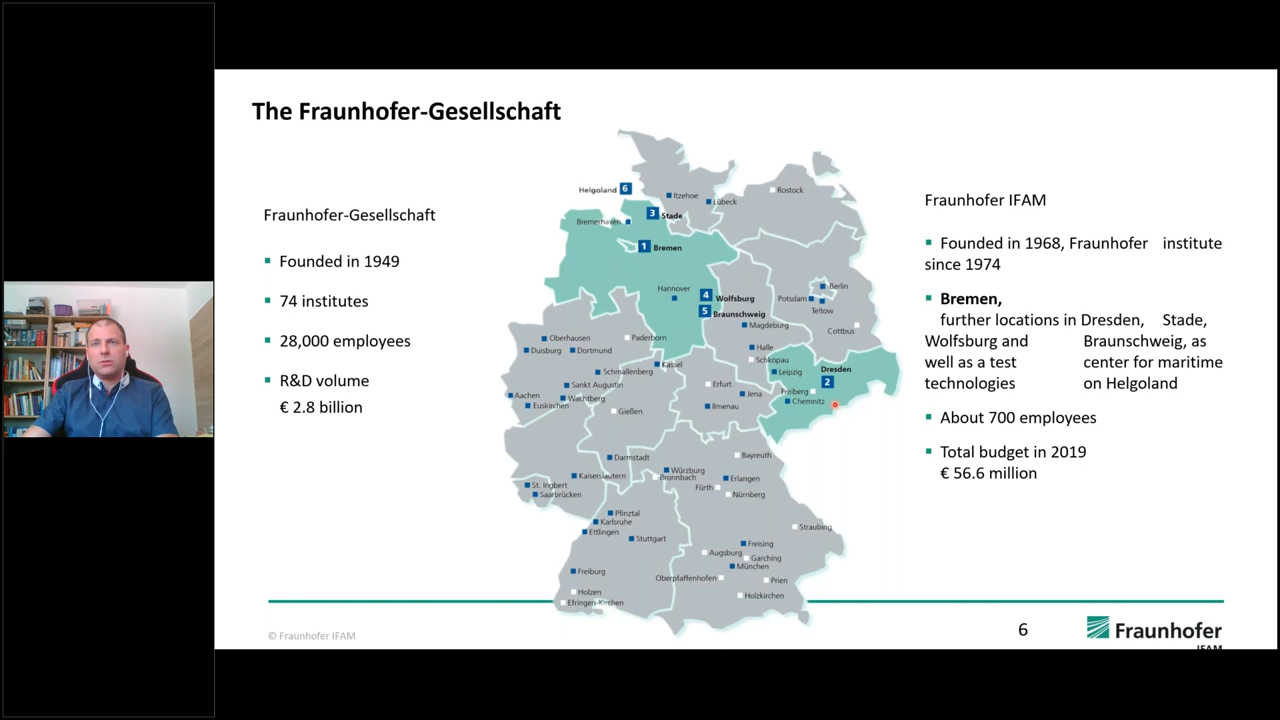 The Fraunhofer-Gesellschaft
Fraunhofer-Gesellschaft
Founded in 1949
74 institutes
28,000 employees
R&D volume
€ 2.8 billion
Helgoland 6
Itzehoe
Lübeck
Rostock
3 Stade
Bremerhaven
1 Bremen
Hannover
4 Wolfsburg
5 Braunschweig
Berlin
Potsdam
Teltow
Magdeburg
Cottbus
Oberhausen
Paderborn
Duisburg
Dortmund
Halle
Schkopau
Kassel
Schmallenberg
Leipzig
Dresden
2
Sankt Augustin
Erfurt
Aachen
Wachtberg
Jena
Freiberg
Euskirchen
Gießen
Ilmenau
Chemnitz
Darmstadt
Bayreuth
Würzburg
Kaiserslautern
Bronnbach
Erlangen
St. Ingbert
Fürth
Saarbrücken
Nürnberg
Pfinztal
Karlsruhe
Straubing
Ettlingen
Stuttgart
Freising
Augsburg
Garching
München
Freiburg
Oberpfaffenhofen
Prien
Holzen
Holzkirchen
Efringen-Kirchen
Fraunhofer IFAM
Founded in 1968, Fraunhofer institute
since 1974
Bremen,
further locations in Dresden, Stade,
Wolfsburg and Braunschweig, as
well as a test center for maritime
technologies on Helgoland
About 700 employees
Total budget in 2019
€ 56.6 million
© Fraunhofer IFAM
6
Fraunhofer
IFAM